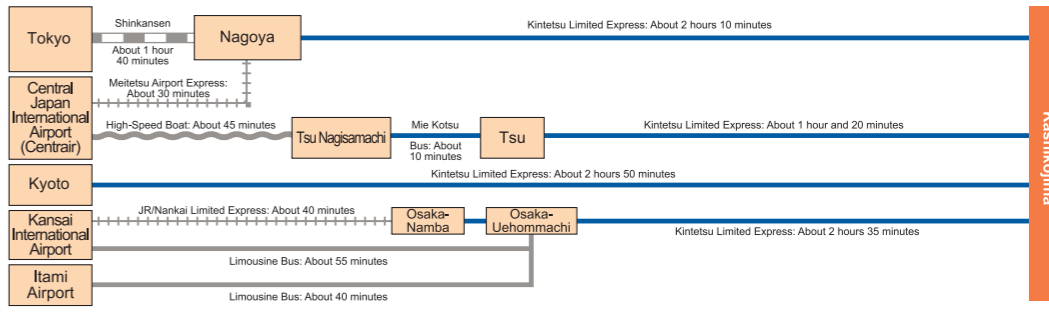 Tokyo
Shinkansen
About 1 hour
40 minutes
Nagoya
Kintetsu Limited Express: About 2 hours 10 minutes
Central
Japan
International
Airport
(Centrair)
Meitetsu Airport Express:
About 30 minutes
High-Speed Boat: About 45 minutes
Tsu Nagisamachi
Mie Kotsu
Bus: About
10 minutes
Tsu
Kintetsu Limited Express: About 1 hour and 20 minutes
Kyoto
Kintetsu Limited Express: About 2 hours 50 minutes
Kansai
International
Airport
JR/Nankai Limited Express: About 40 minutes
Osaka-
Namba
Osaka-
Uehommachi
Kintetsu Limited Express: About 2 hours 35 minutes
Limousine Bus: About 55 minutes
Itami
Airport
Limousine Bus: About 40 minutes
Kashikojima